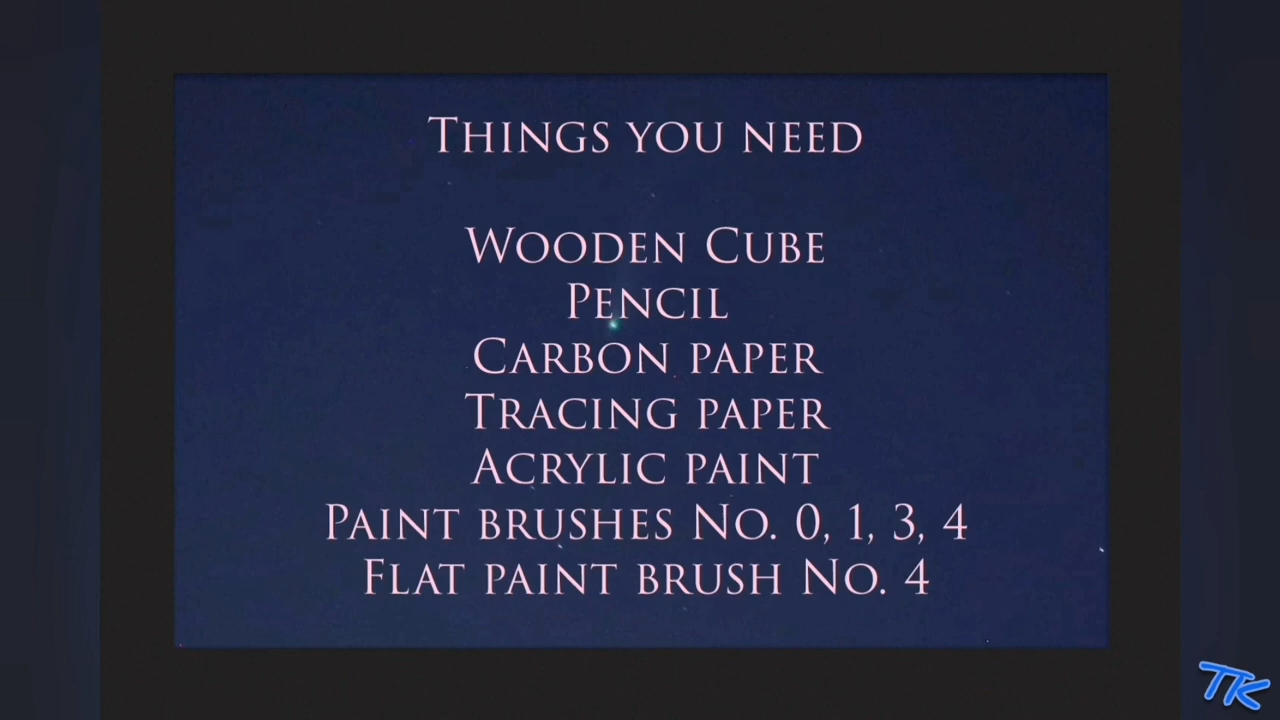 Things you need
Wooden Cube
Pencil
Carbon paper
Tracing paper
Acrylic paint
Paint brushes No. 0, 1, 3, 4
Flat paint brush No. 4
TK